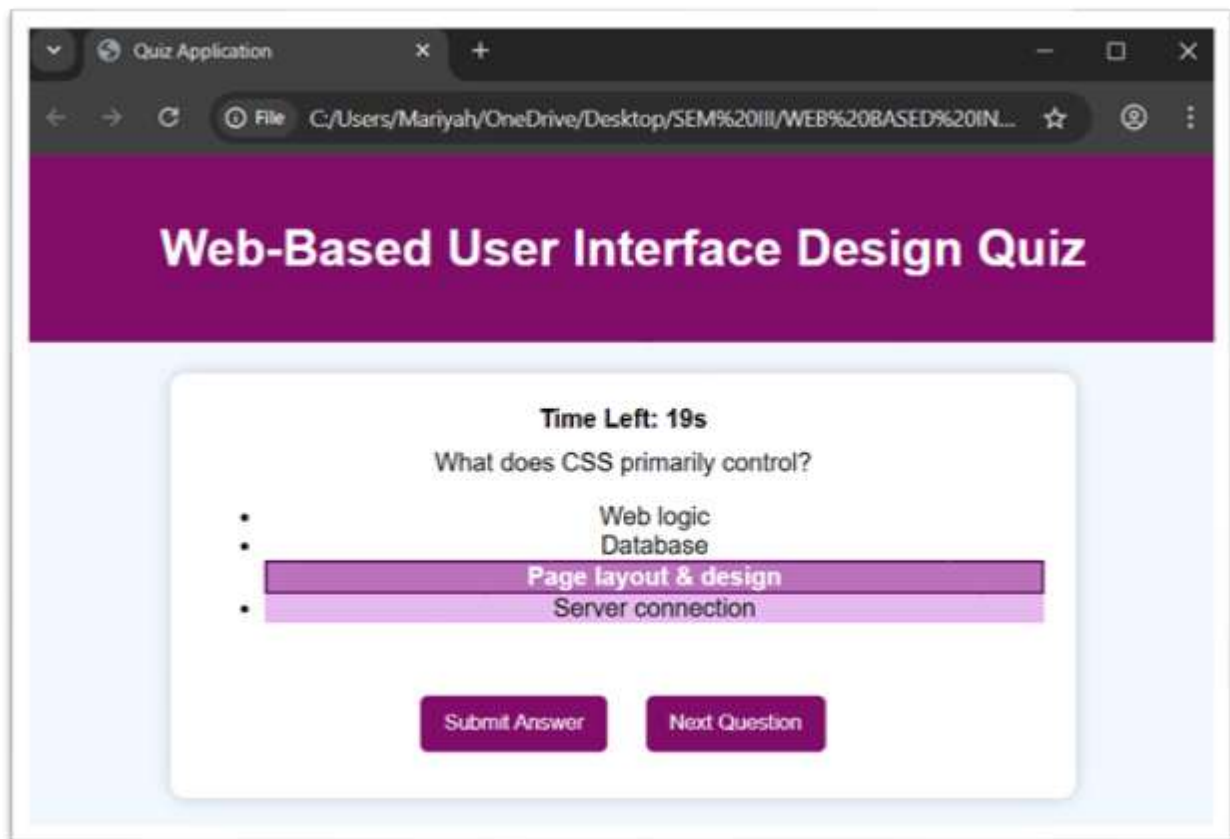 Quiz Application
File C:/Users/Mariyah/OneDrive/Desktop/SEM%20III/WEB%20BASED%20IN...
Web-Based User Interface Design Quiz
Time Left: 19s
What does CSS primarily control?
Web logic
Database
Page layout & design
Server connection
Submit Answer Next Question